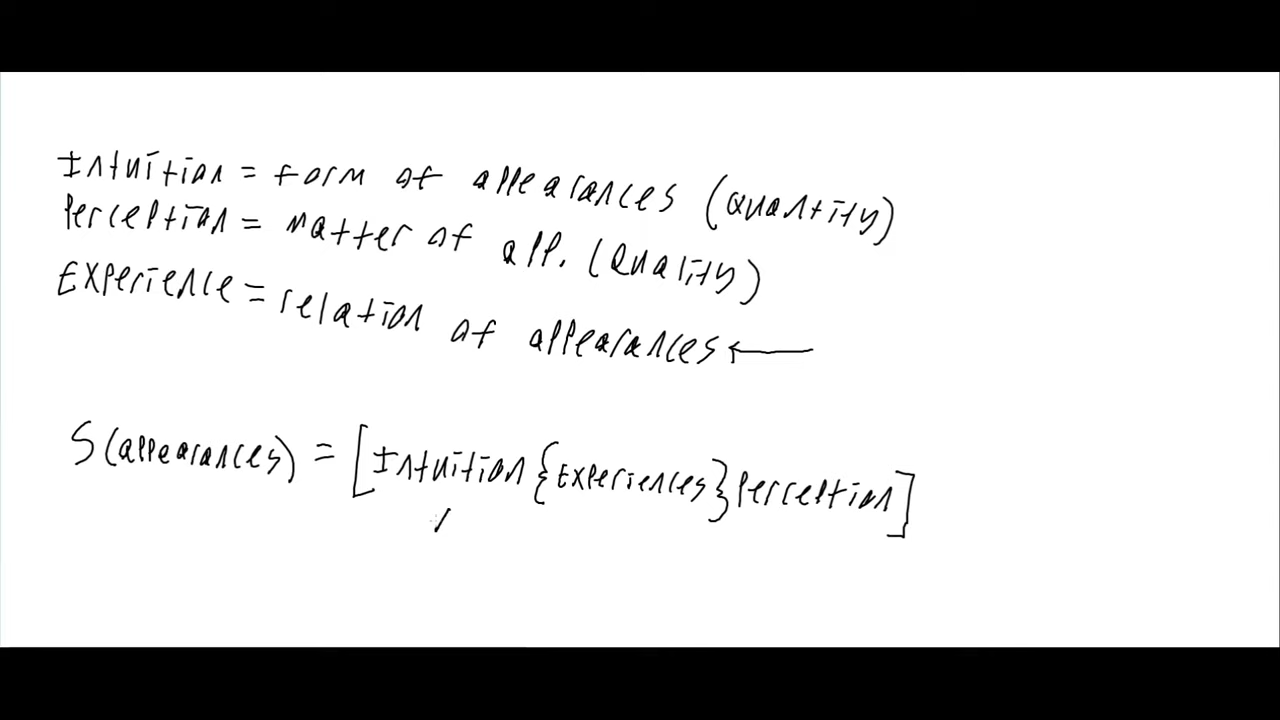 Intuition = form of appearances (Quantity)
Perception = matter of app. (Quality)
Experience = relation of appearances ←
S(appearances) = [Intuition {Experiences} Perception]